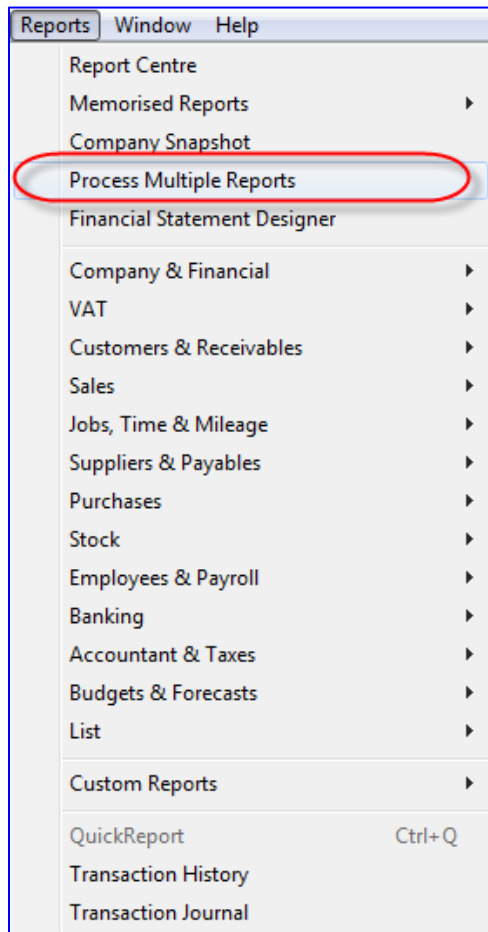 Reports Window Help
Report Centre
Memorised Reports
Company Snapshot
Process Multiple Reports
Financial Statement Designer
Company & Financial
VAT
Customers & Receivables
Sales
Jobs, Time & Mileage
Suppliers & Payables
Purchases
Stock
Employees & Payroll
Banking
Accountant & Taxes
Budgets & Forecasts
List
Custom Reports
QuickReport Ctrl+Q
Transaction History
Transaction Journal